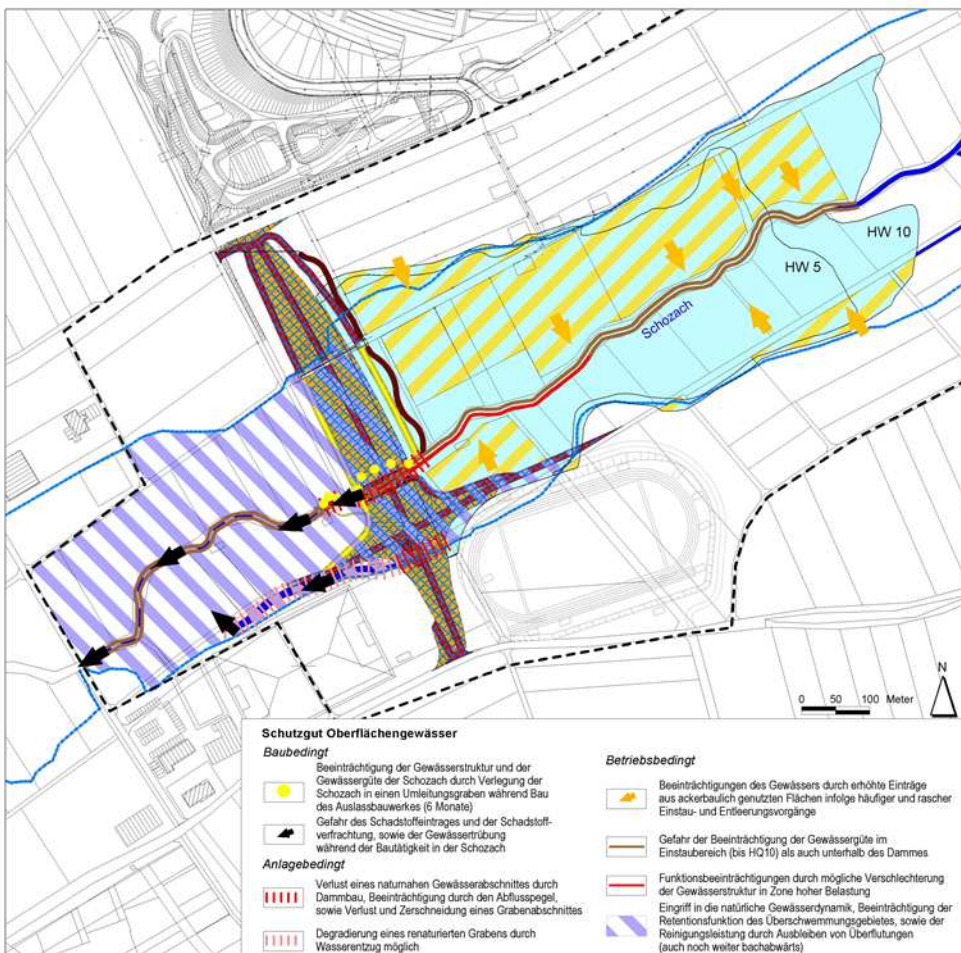 HW 10
HW 5
Schozach
N
0 50 100 Meter
Schutzgut Oberflächengewässer
Baubedingt
Beeinträchtigung der Gewässerstruktur und der
Gewässergüte der Schozach durch Verlegung der
Schozach in einen Umleitungsgraben während Bau
des Auslassbauwerkes (6 Monate)
Gefahr des Schadstoffeintrages und der Schadstoff-
verfrachtung, sowie der Gewässertrübung
während der Bautätigkeit in der Schozach
Anlagebedingt
Verlust eines naturnahen Gewässerabschnittes durch
Dammbau, Beeinträchtigung durch den Abflusspegel,
sowie Verlust und Zerschneidung eines Grabenabschnittes
Degradierung eines renaturierten Grabens durch
Wasserentzug möglich
Betriebsbedingt
Beeinträchtigungen des Gewässers durch erhöhte Einträge
aus ackerbaulich genutzten Flächen infolge häufiger und rascher
Einstau- und Entleerungsvorgänge
Gefahr der Beeinträchtigung der Gewässergüte im
Einstaubereich (bis HQ10) als auch unterhalb des Dammes
Funktionsbeeinträchtigungen durch mögliche Verschlechterung
der Gewässerstruktur in Zone hoher Belastung
Eingriff in die natürliche Gewässerdynamik, Beeinträchtigung der
Retentionsfunktion des Überschwemmungsgebietes, sowie der
Reinigungsleistung durch Ausbleiben von Überflutungen
(auch noch weiter bachabwärts)